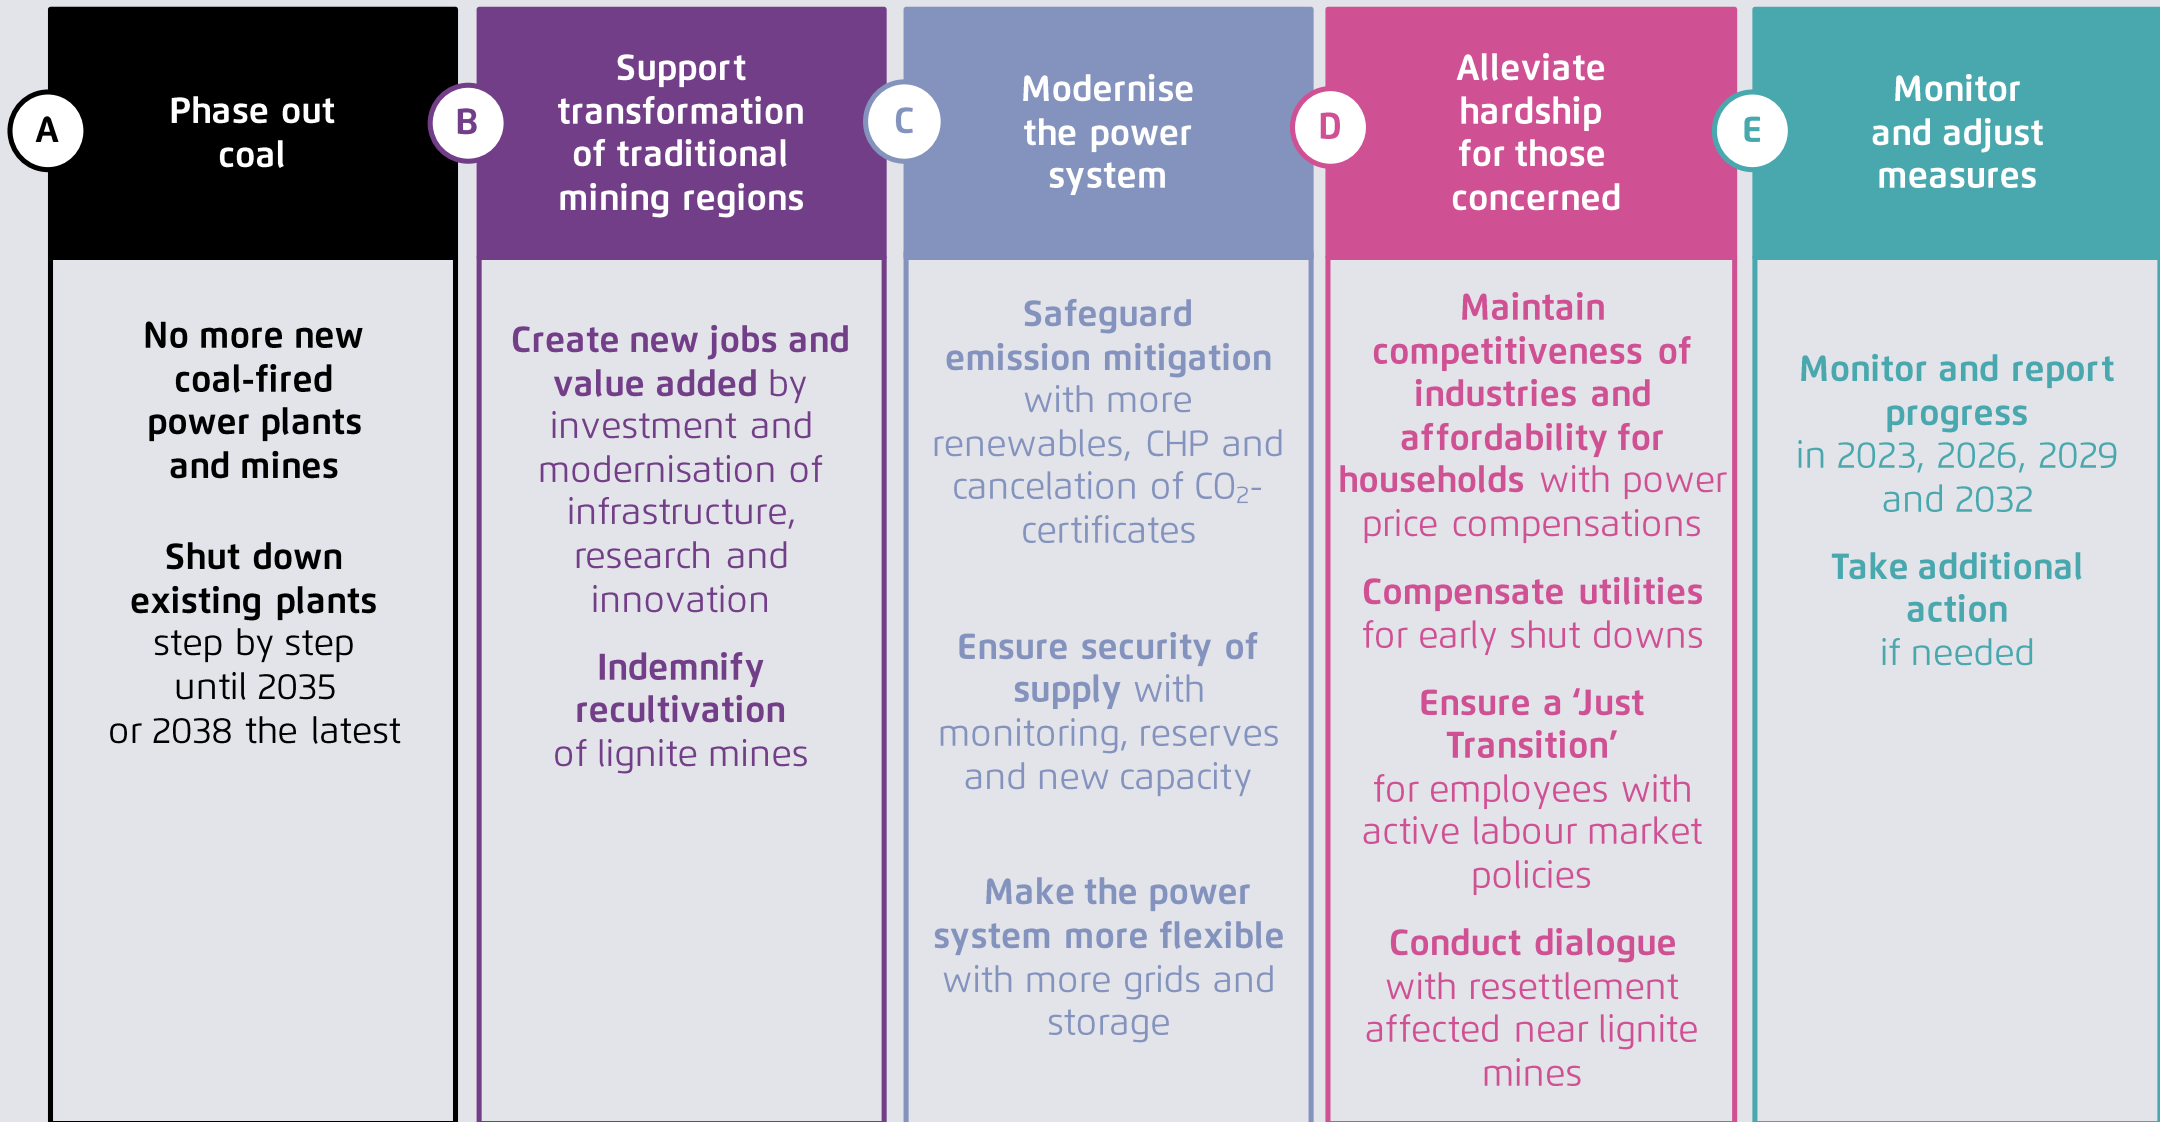 A
Phase out
coal
No more new
coal-fired
power plants
and mines
Shut down
existing plants
step by step
until 2035
or 2038 the latest
B
Support
transformation
of traditional
mining regions
Create new jobs and
value added by
investment and
modernisation of
infrastructure,
research and
innovation
Indemnify
recultivation
of lignite mines
C
Modernise
the power
system
Safeguard
emission mitigation
with more
renewables, CHP and
cancelation of CO₂-
certificates
Ensure security of
supply with
monitoring, reserves
and new capacity
Make the power
system more flexible
with more grids and
storage
D
Alleviate
hardship
for those
concerned
Maintain
competitiveness of
industries and
affordability for
households with power
price compensations
Compensate utilities
for early shut downs
Ensure a ‘Just
Transition’
for employees with
active labour market
policies
Conduct dialogue
with resettlement
affected near lignite
mines
E
Monitor
and adjust
measures
Monitor and report
progress
in 2023, 2026, 2029
and 2032
Take additional
action
if needed